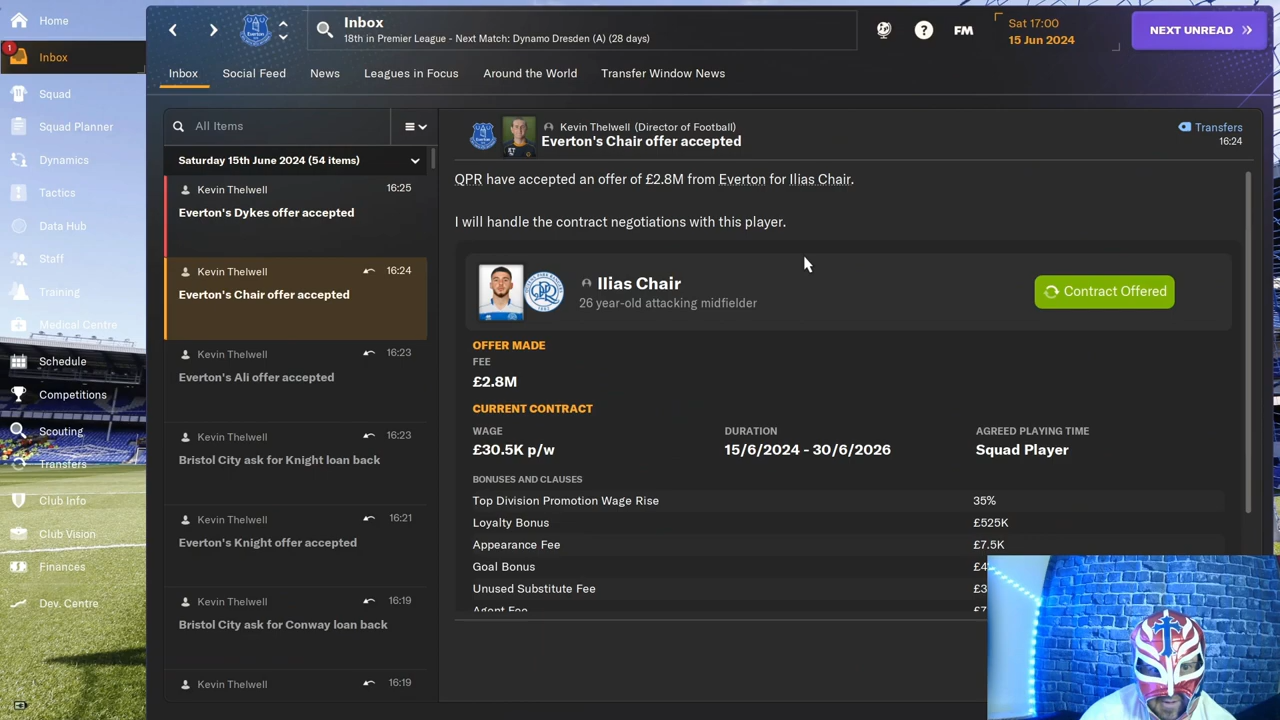 Home
1
Inbox
Squad
Squad Planner
Dynamics
Tactics
Data Hub
Staff
Training
Medical Centre
Schedule
Competitions
Scouting
Transfers
Club Info
Club Vision
Finances
Dev. Centre
Everton
Inbox
18th in Premier League - Next Match: Dynamo Dresden (A) (28 days)
?
FM
Sat 17:00
15 Jun 2024
NEXT UNREAD
Inbox
Social Feed
News
Leagues in Focus
Around the World
Transfer Window News
All Items
Saturday 15th June 2024 (54 items)
Kevin Thelwell
16:25
Everton's Dykes offer accepted
Kevin Thelwell
16:24
Everton's Chair offer accepted
Kevin Thelwell
16:23
Everton's Ali offer accepted
Kevin Thelwell
16:23
Bristol City ask for Knight loan back
Kevin Thelwell
16:21
Everton's Knight offer accepted
Kevin Thelwell
16:19
Bristol City ask for Conway loan back
Kevin Thelwell
16:19
Kevin Thelwell (Director of Football)
Everton's Chair offer accepted
Transfers
16:24
QPR have accepted an offer of £2.8M from Everton for Ilias Chair.
I will handle the contract negotiations with this player.
Ilias Chair
26 year-old attacking midfielder
Contract Offered
OFFER MADE
FEE
£2.8M
CURRENT CONTRACT
WAGE
£30.5K p/w
DURATION
15/6/2024 - 30/6/2026
AGREED PLAYING TIME
Squad Player
BONUSES AND CLAUSES
Top Division Promotion Wage Rise
35%
Loyalty Bonus
£525K
Appearance Fee
£7.5K
Goal Bonus
Unused Substitute Fee
Agent Fee